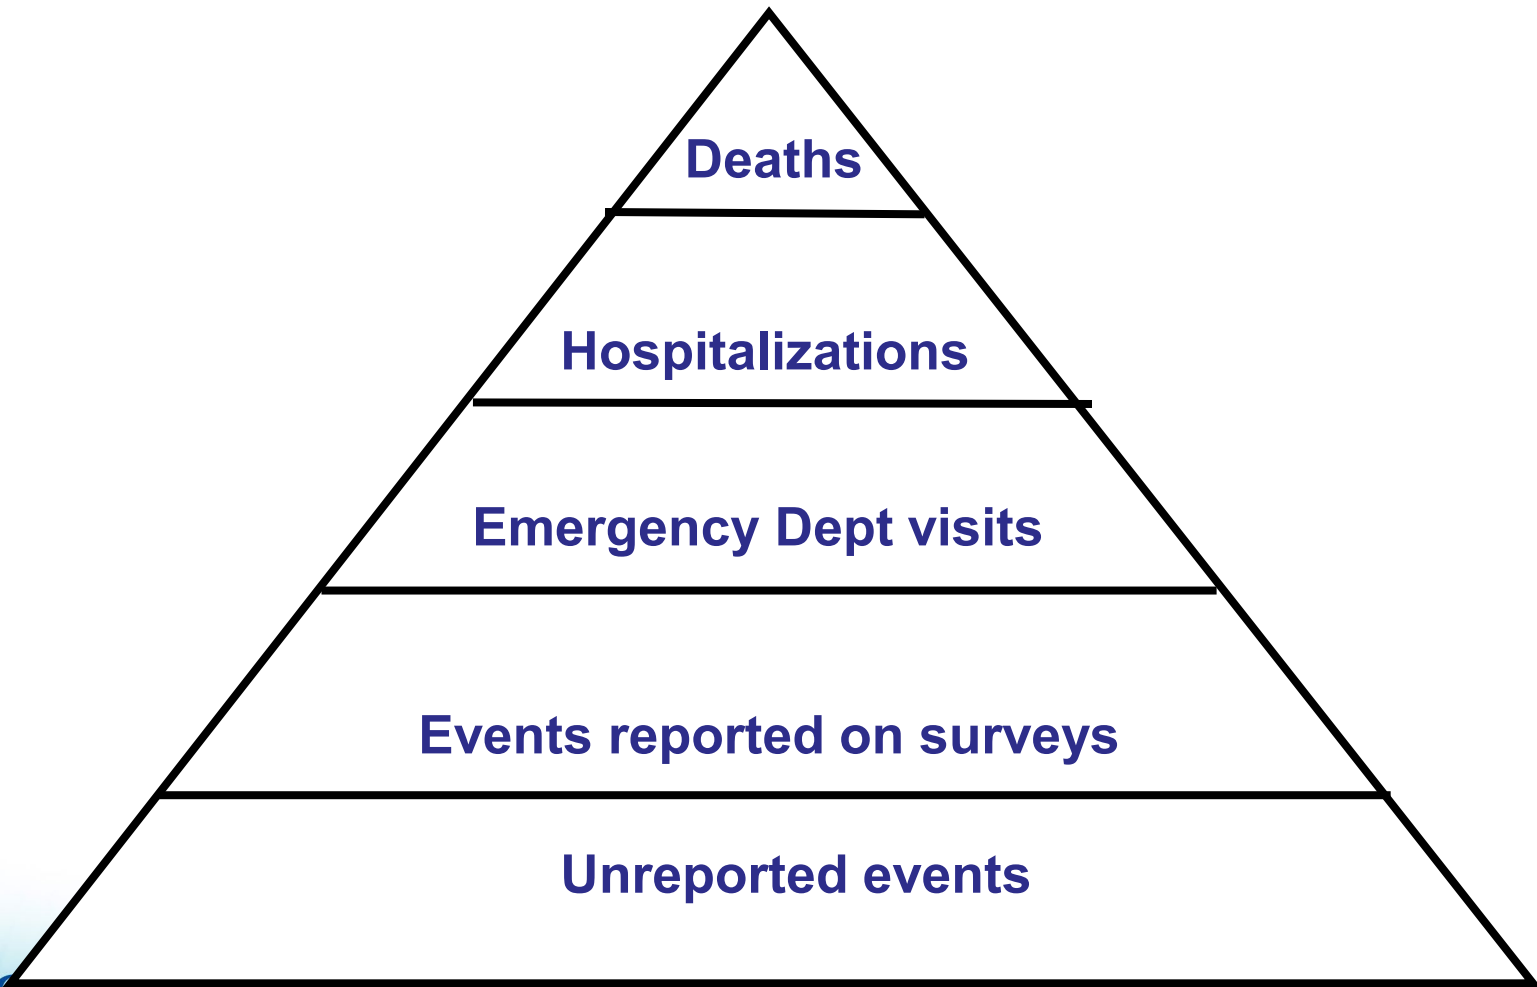 Deaths
Hospitalizations
Emergency Dept visits
Events reported on surveys
Unreported events